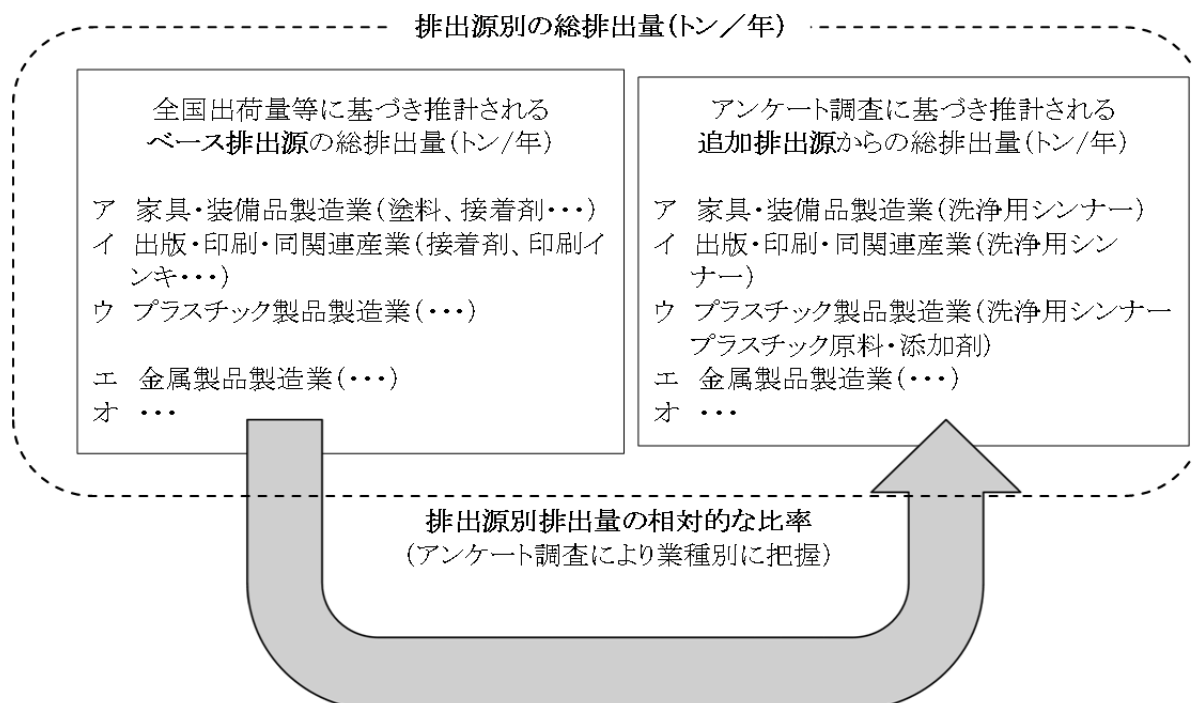 排出源別の総排出量(トン／年)
全国出荷量等に基づき推計される
ベース排出源の総排出量(トン/年)
ア 家具・装備品製造業(塗料、接着剤・・・)
イ 出版・印刷・同関連産業(接着剤、印刷イ
ンキ・・・)
ウ プラスチック製品製造業(・・・)
エ 金属製品製造業(・・・)
オ ・・・
アンケート調査に基づき推計される
追加排出源からの総排出量(トン/年)
ア 家具・装備品製造業(洗浄用シンナー)
イ 出版・印刷・同関連産業(洗浄用シン
ナー)
ウ プラスチック製品製造業(洗浄用シンナー
プラスチック原料・添加剤)
エ 金属製品製造業(・・・)
オ ・・・
排出源別排出量の相対的な比率
(アンケート調査により業種別に把握)